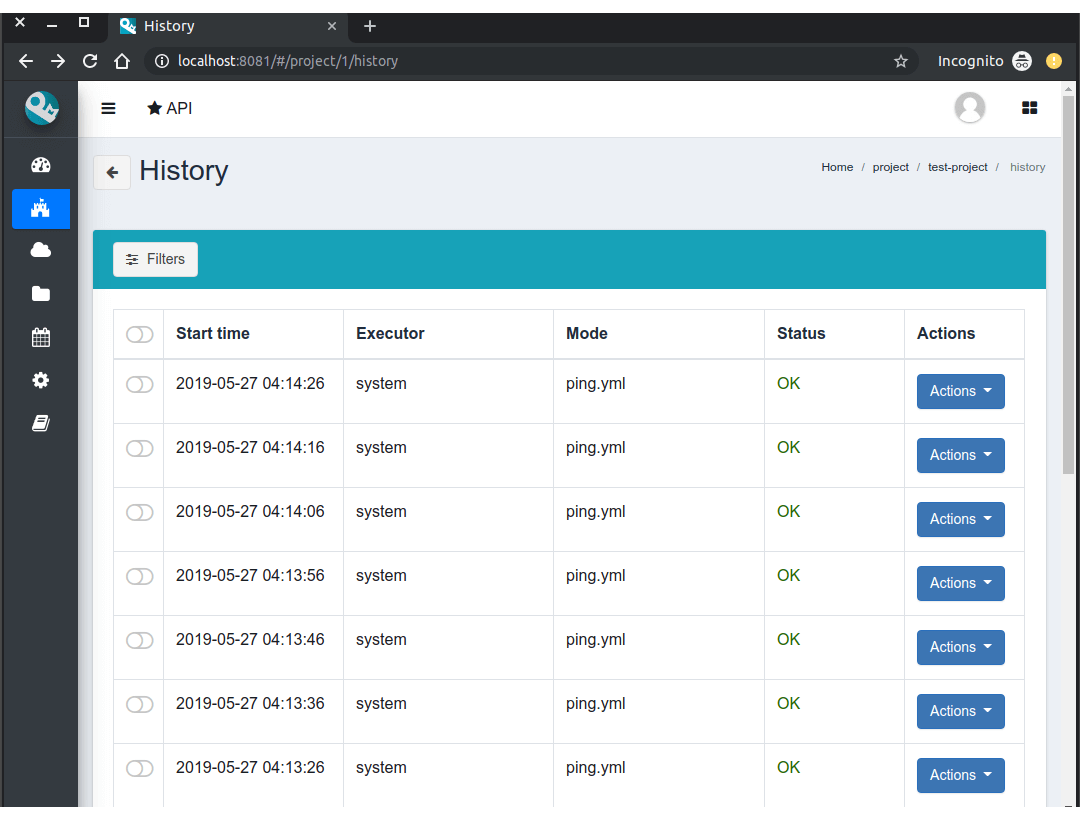 History
localhost:8081/#/project/1/history
Incognito
API
History
Home / project / test-project / history
Filters
Start time Executor Mode Status Actions
2019-05-27 04:14:26 system ping.yml OK Actions
2019-05-27 04:14:16 system ping.yml OK Actions
2019-05-27 04:14:06 system ping.yml OK Actions
2019-05-27 04:13:56 system ping.yml OK Actions
2019-05-27 04:13:46 system ping.yml OK Actions
2019-05-27 04:13:36 system ping.yml OK Actions
2019-05-27 04:13:26 system ping.yml OK Actions